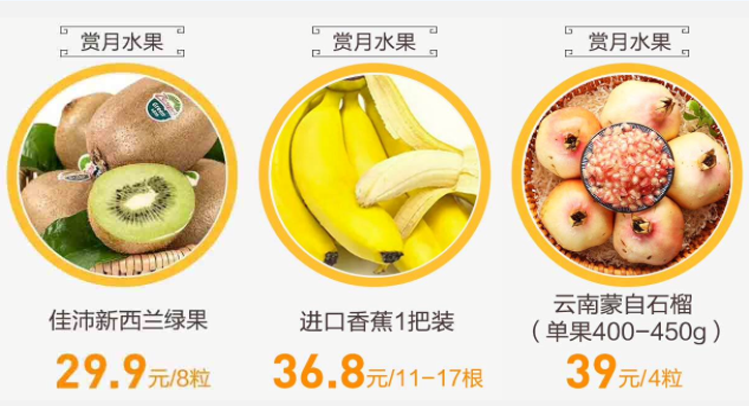 赏月水果
赏月水果
赏月水果
佳沛新西兰绿果
29.9元/8粒
进口香蕉1把装
36.8元/11-17根
云南蒙自石榴
（单果400-450g）
39元/4粒